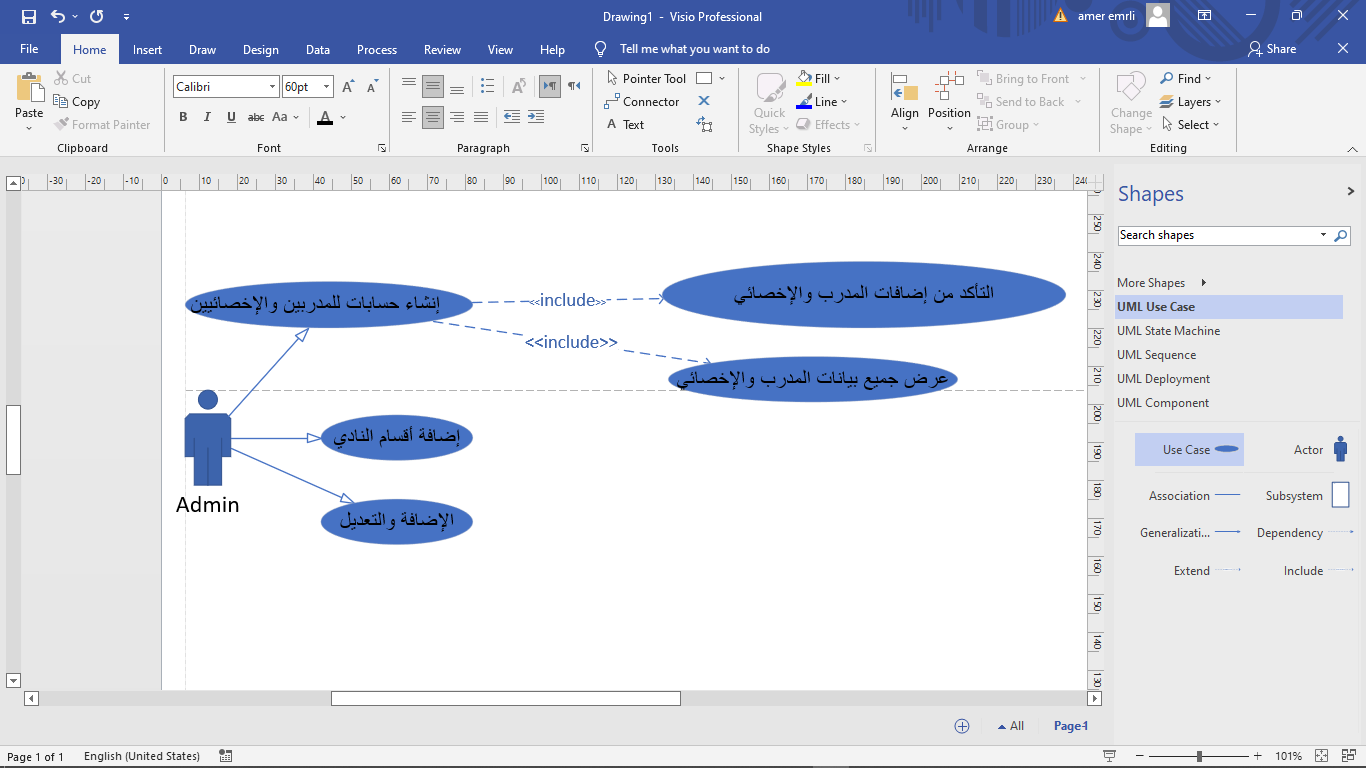 Drawing1 - Visio Professional
amer emrli
File Home Insert Draw Design Data Process Review View Help Tell me what you want to do Share
Paste
Cut
Copy
Format Painter
Clipboard
Calibri 60pt
B I U abc Aa A
Font
Paragraph
Pointer Tool
Connector
A Text
Tools
Quick Styles
Fill
Line
Effects
Shape Styles
Align
Position
Bring to Front
Send to Back
Group
Arrange
Change Shape
Find
Layers
Select
Editing
-30 -20 -10 0 10 20 30 40 50 60 70 80 90 100 110 120 130 140 150 160 170 180 190 200 210 220 230 240
250
240
230
220
210
200
190
180
170
160
150
140
130
إنشاء حسابات للمدربين والإخصائيين
<<include>>
التأكد من إضافات المدرب والإخصائي
<<include>>
عرض جميع بيانات المدرب والإخصائي
إضافة أقسام النادي
الإضافة والتعديل
Admin
Shapes
Search shapes
More Shapes
UML Use Case
UML State Machine
UML Sequence
UML Deployment
UML Component
Use Case Actor
Association Subsystem
Generalizati... Dependency
Extend Include
All Page-1
Page 1 of 1 English (United States) 101%